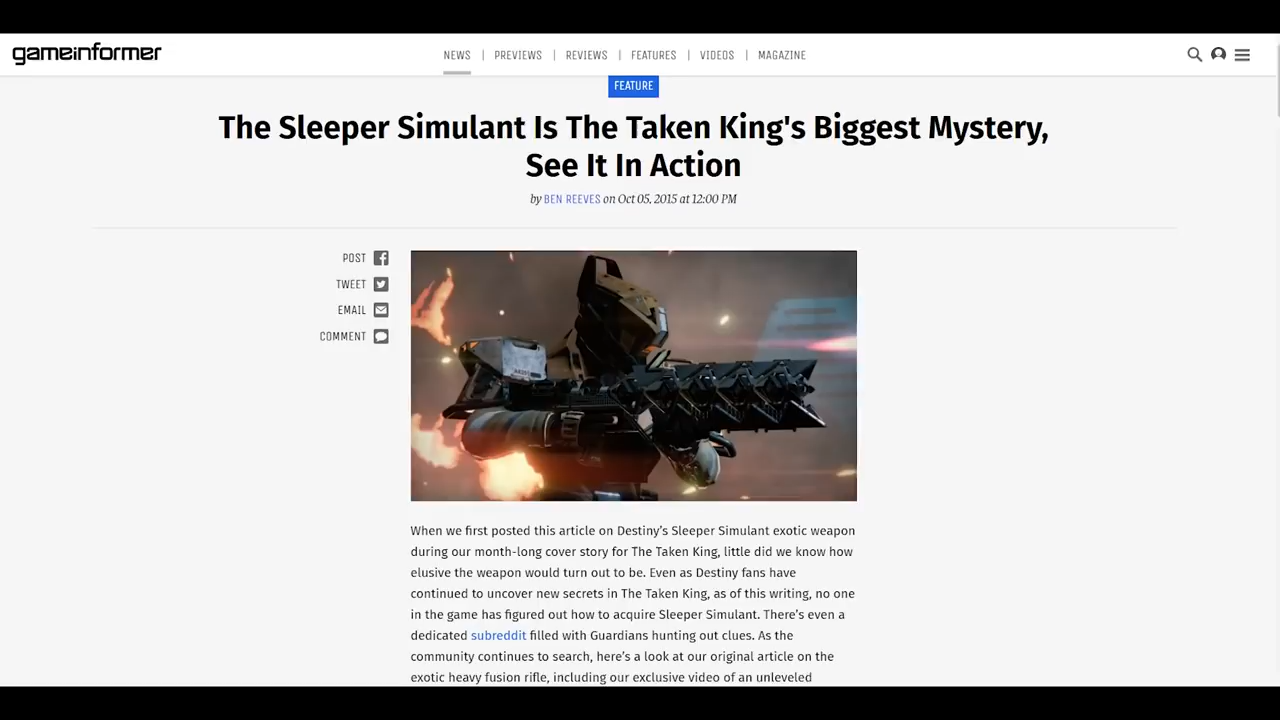 gameinformer
NEWS | PREVIEWS | REVIEWS | FEATURES | VIDEOS | MAGAZINE
FEATURE
The Sleeper Simulant Is The Taken King's Biggest Mystery,
See It In Action
by BEN REEVES on Oct 05, 2015 at 12:00 PM
POST
TWEET
EMAIL
COMMENT
When we first posted this article on Destiny’s Sleeper Simulant exotic weapon
during our month-long cover story for The Taken King, little did we know how
elusive the weapon would turn out to be. Even as Destiny fans have
continued to uncover new secrets in The Taken King, as of this writing, no one
in the game has figured out how to acquire Sleeper Simulant. There’s even a
dedicated subreddit filled with Guardians hunting out clues. As the
community continues to search, here’s a look at our original article on the
exotic heavy fusion rifle, including our exclusive video of an unleveled